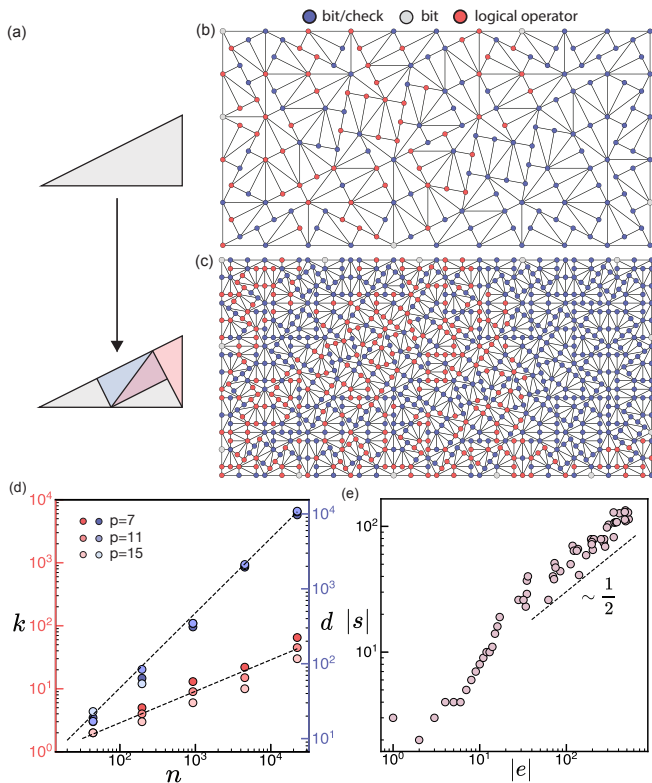 bit/check bit logical operator
(a)
(b)
(c)
(d)
10^4
10^3
10^2
10^1
10^0
k
p=7
p=11
p=15
10^2 10^3 10^4
n
10^4
10^3
10^2
10^1
d
(e)
|s|
10^2
10^1
~ 1/2
10^0 10^1 10^2
|e|